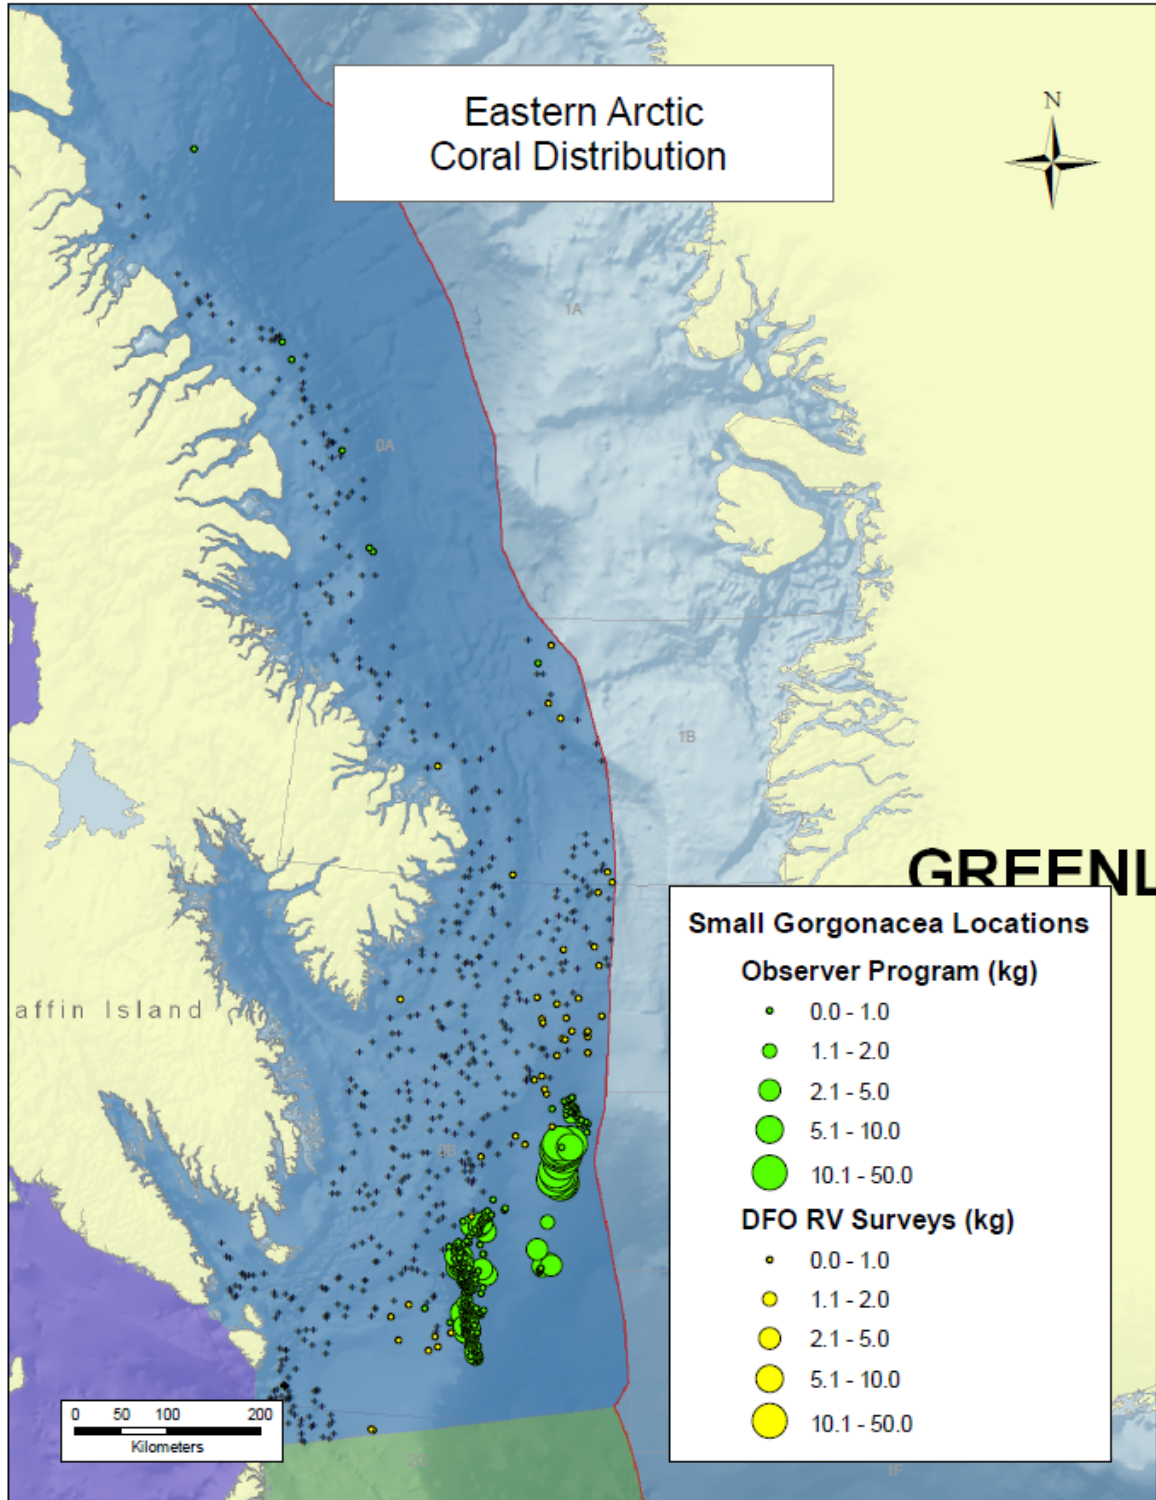 Eastern Arctic
Coral Distribution
N
1A
0A
1B
GREENL
affin Island
0B
Small Gorgonacea Locations
Observer Program (kg)
0.0 - 1.0
1.1 - 2.0
2.1 - 5.0
5.1 - 10.0
10.1 - 50.0
DFO RV Surveys (kg)
0.0 - 1.0
1.1 - 2.0
2.1 - 5.0
5.1 - 10.0
10.1 - 50.0
0 50 100 200
Kilometers
2G
1F